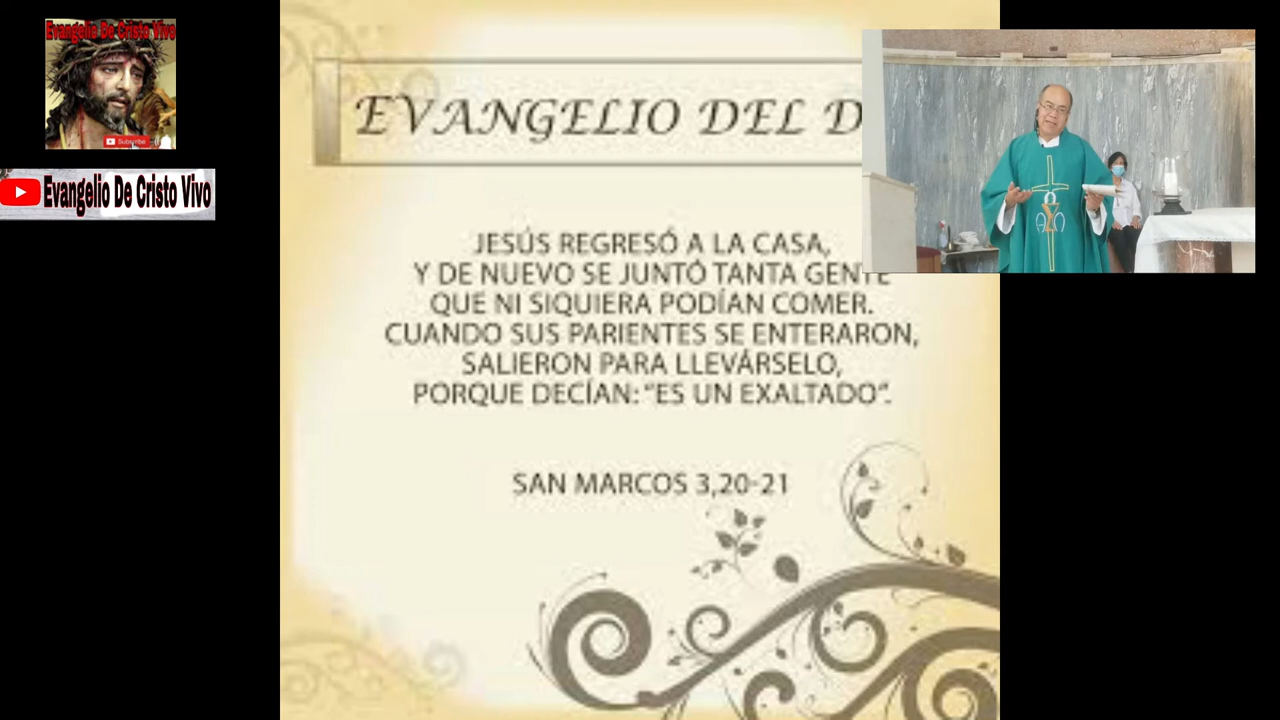 Evangelio De Cristo Vivo
Subscribe
Evangelio De Cristo Vivo
EVANGELIO DEL D
JESÚS REGRESÓ A LA CASA,
Y DE NUEVO SE JUNTÓ TANTA GENTE
QUE NI SIQUIERA PODÍAN COMER.
CUANDO SUS PARIENTES SE ENTERARON,
SALIERON PARA LLEVÁRSELO,
PORQUE DECÍAN: “ES UN EXALTADO”.
SAN MARCOS 3,20-21